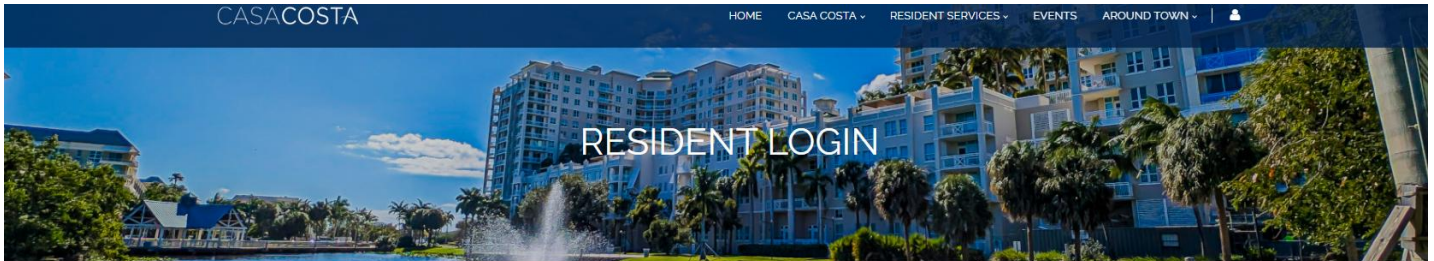 CASACOSTA
HOME CASA COSTA RESIDENT SERVICES EVENTS AROUND TOWN
RESIDENT LOGIN